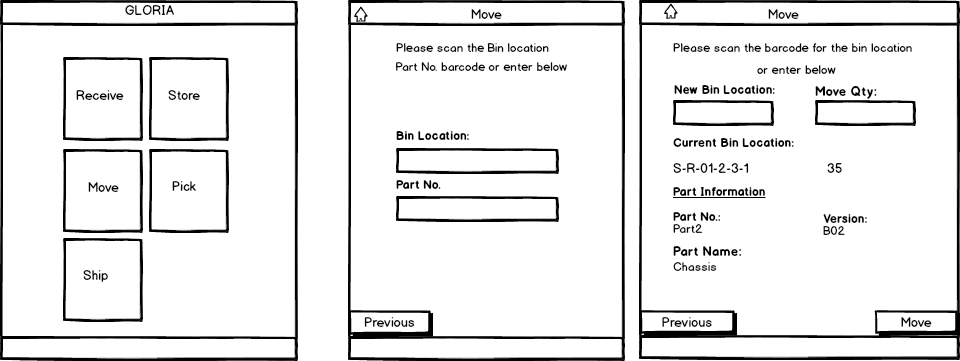 GLORIA
Receive
Store
Move
Pick
Ship
Move
Please scan the Bin location
Part No. barcode or enter below
Bin Location:
Part No.
Previous
Move
Please scan the barcode for the bin location
or enter below
New Bin Location:
Move Qty:
Current Bin Location:
S-R-01-2-3-1
35
Part Information
Part No.:
Version:
Part2
B02
Part Name:
Chassis
Previous
Move